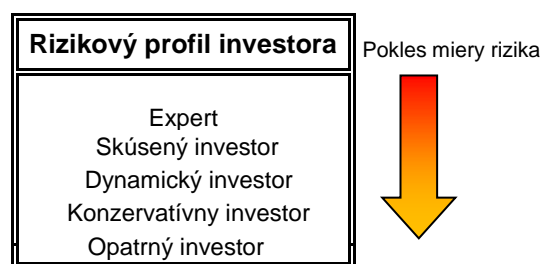 Rizikový profil investora
Pokles miery rizika
Expert
Skúsený investor
Dynamický investor
Konzervatívny investor
Opatrný investor